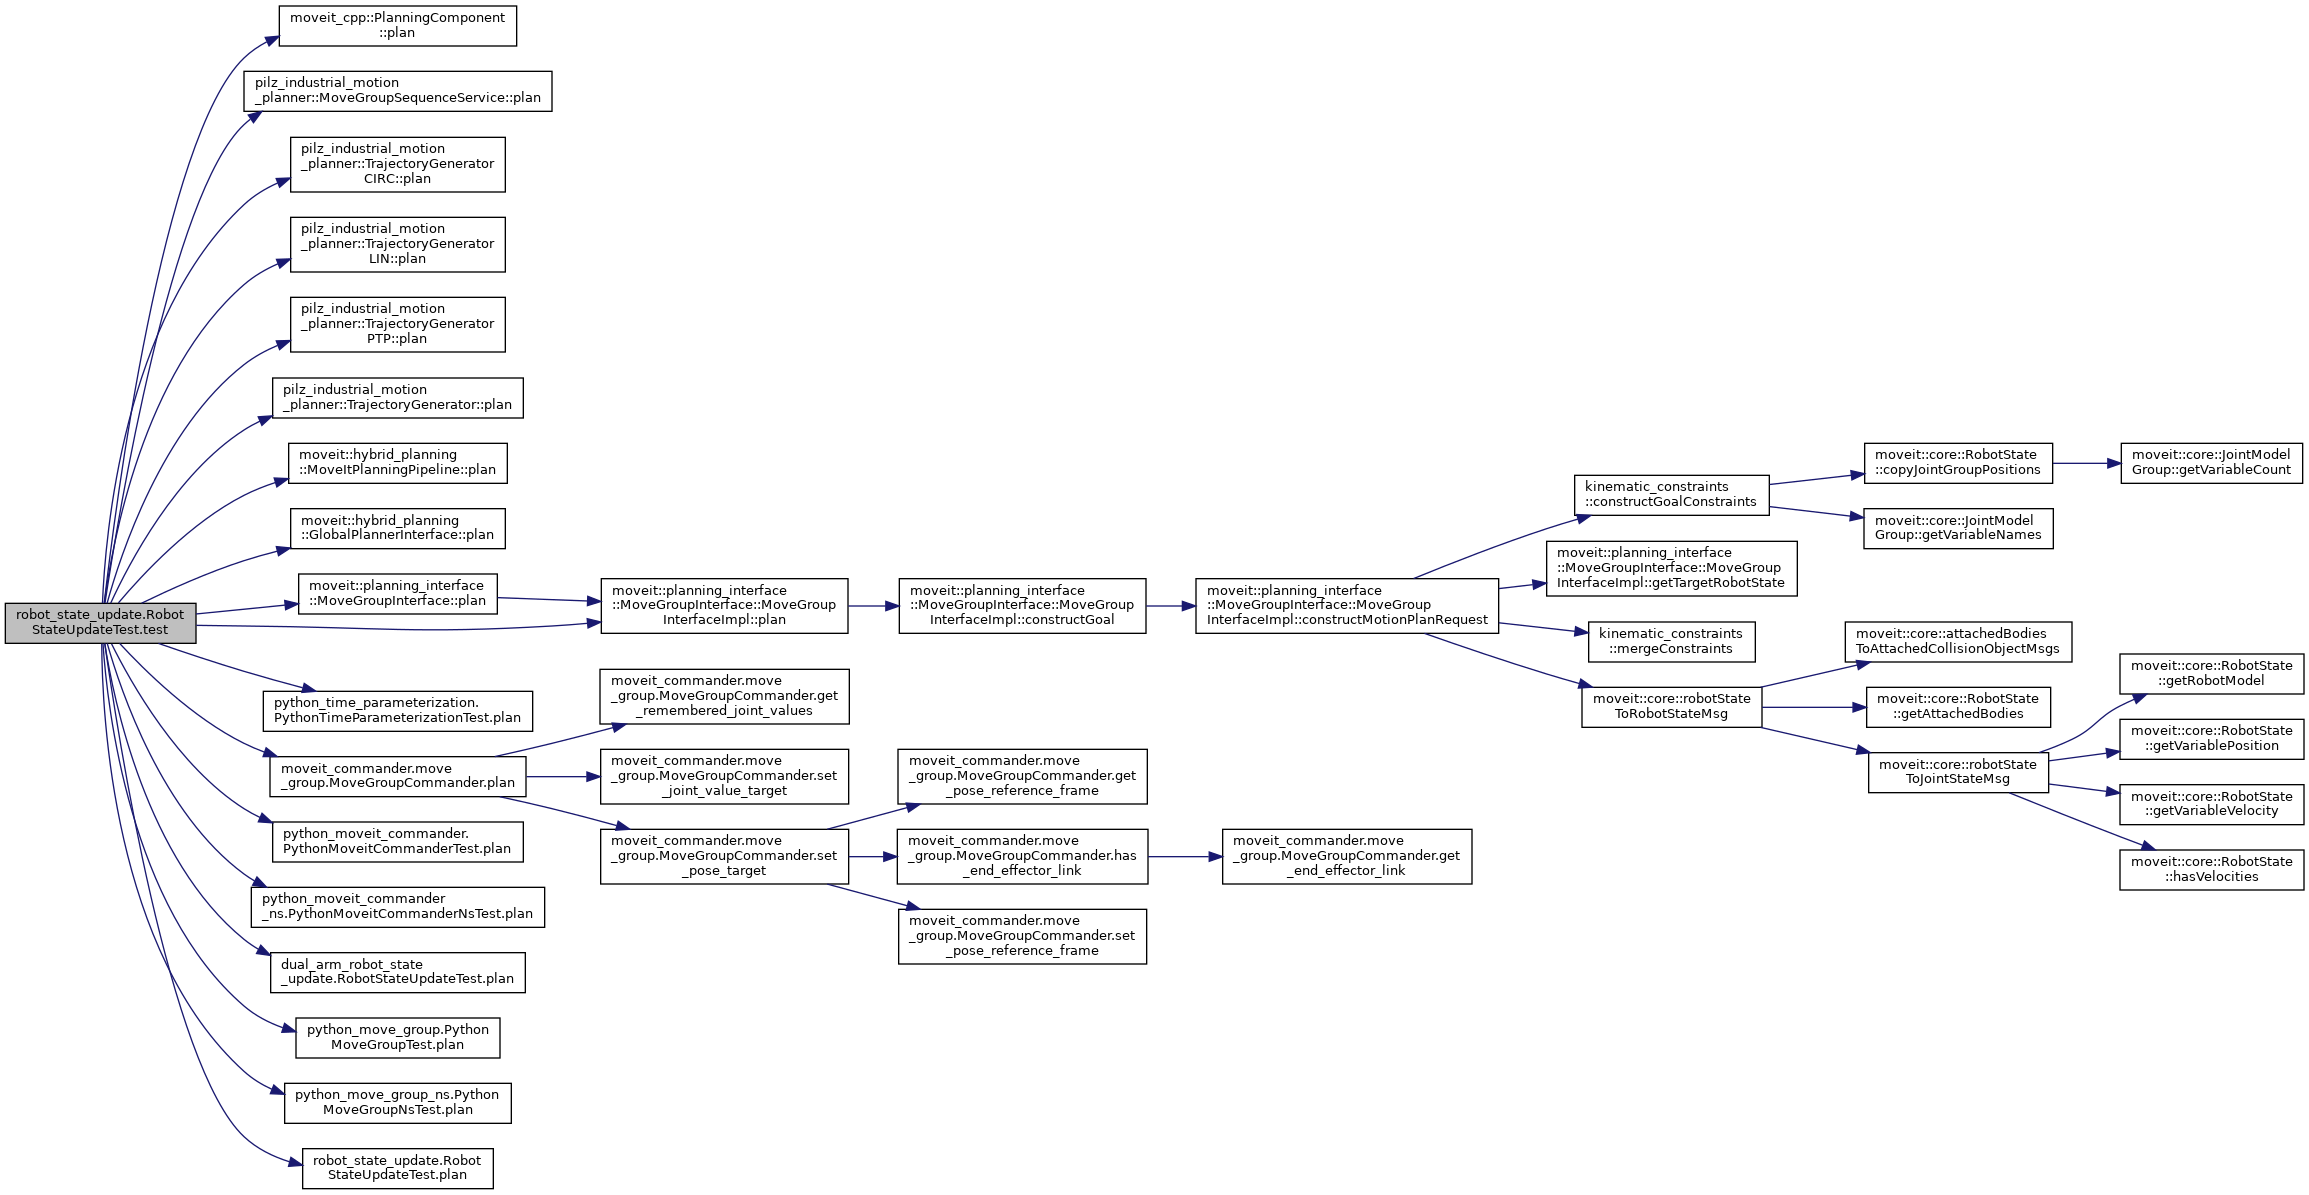 moveit_cpp::PlanningComponent
::plan
pilz_industrial_motion
_planner::MoveGroupSequenceService::plan
pilz_industrial_motion
_planner::TrajectoryGenerator
CIRC::plan
pilz_industrial_motion
_planner::TrajectoryGenerator
LIN::plan
pilz_industrial_motion
_planner::TrajectoryGenerator
PTP::plan
pilz_industrial_motion
_planner::TrajectoryGenerator::plan
moveit::hybrid_planning
::MoveItPlanningPipeline::plan
moveit::hybrid_planning
::GlobalPlannerInterface::plan
moveit::planning_interface
::MoveGroupInterface::plan
robot_state_update.Robot
StateUpdateTest.test
python_time_parameterization.
PythonTimeParameterizationTest.plan
moveit_commander.move
_group.MoveGroupCommander.plan
python_moveit_commander.
PythonMoveitCommanderTest.plan
python_moveit_commander
_ns.PythonMoveitCommanderNsTest.plan
dual_arm_robot_state
_update.RobotStateUpdateTest.plan
python_move_group.Python
MoveGroupTest.plan
python_move_group_ns.Python
MoveGroupNsTest.plan
robot_state_update.Robot
StateUpdateTest.plan
moveit::planning_interface
::MoveGroupInterface::MoveGroup
InterfaceImpl::plan
moveit_commander.move
_group.MoveGroupCommander.get
_remembered_joint_values
moveit_commander.move
_group.MoveGroupCommander.set
_joint_value_target
moveit_commander.move
_group.MoveGroupCommander.set
_pose_target
moveit::planning_interface
::MoveGroupInterface::MoveGroup
InterfaceImpl::constructGoal
moveit_commander.move
_group.MoveGroupCommander.get
_pose_reference_frame
moveit_commander.move
_group.MoveGroupCommander.has
_end_effector_link
moveit_commander.move
_group.MoveGroupCommander.set
_pose_reference_frame
moveit::planning_interface
::MoveGroupInterface::MoveGroup
InterfaceImpl::constructMotionPlanRequest
moveit_commander.move
_group.MoveGroupCommander.get
_end_effector_link
kinematic_constraints
::constructGoalConstraints
moveit::planning_interface
::MoveGroupInterface::MoveGroup
InterfaceImpl::getTargetRobotState
kinematic_constraints
::mergeConstraints
moveit::core::robotState
ToRobotStateMsg
moveit::core::RobotState
::copyJointGroupPositions
moveit::core::JointModel
Group::getVariableNames
moveit::core::attachedBodies
ToAttachedCollisionObjectMsgs
moveit::core::RobotState
::getAttachedBodies
moveit::core::robotState
ToJointStateMsg
moveit::core::JointModel
Group::getVariableCount
moveit::core::RobotState
::getRobotModel
moveit::core::RobotState
::getVariablePosition
moveit::core::RobotState
::getVariableVelocity
moveit::core::RobotState
::hasVelocities